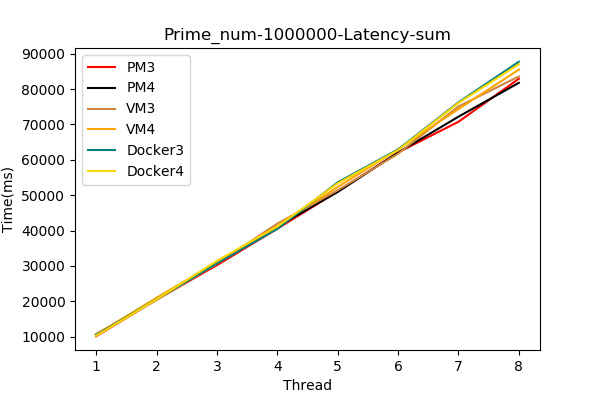 Prime_num-1000000-Latency-sum
90000
80000
70000
60000
50000
40000
30000
20000
10000
Time(ms)
PM3
PM4
VM3
VM4
Docker3
Docker4
1 2 3 4 5 6 7 8
Thread